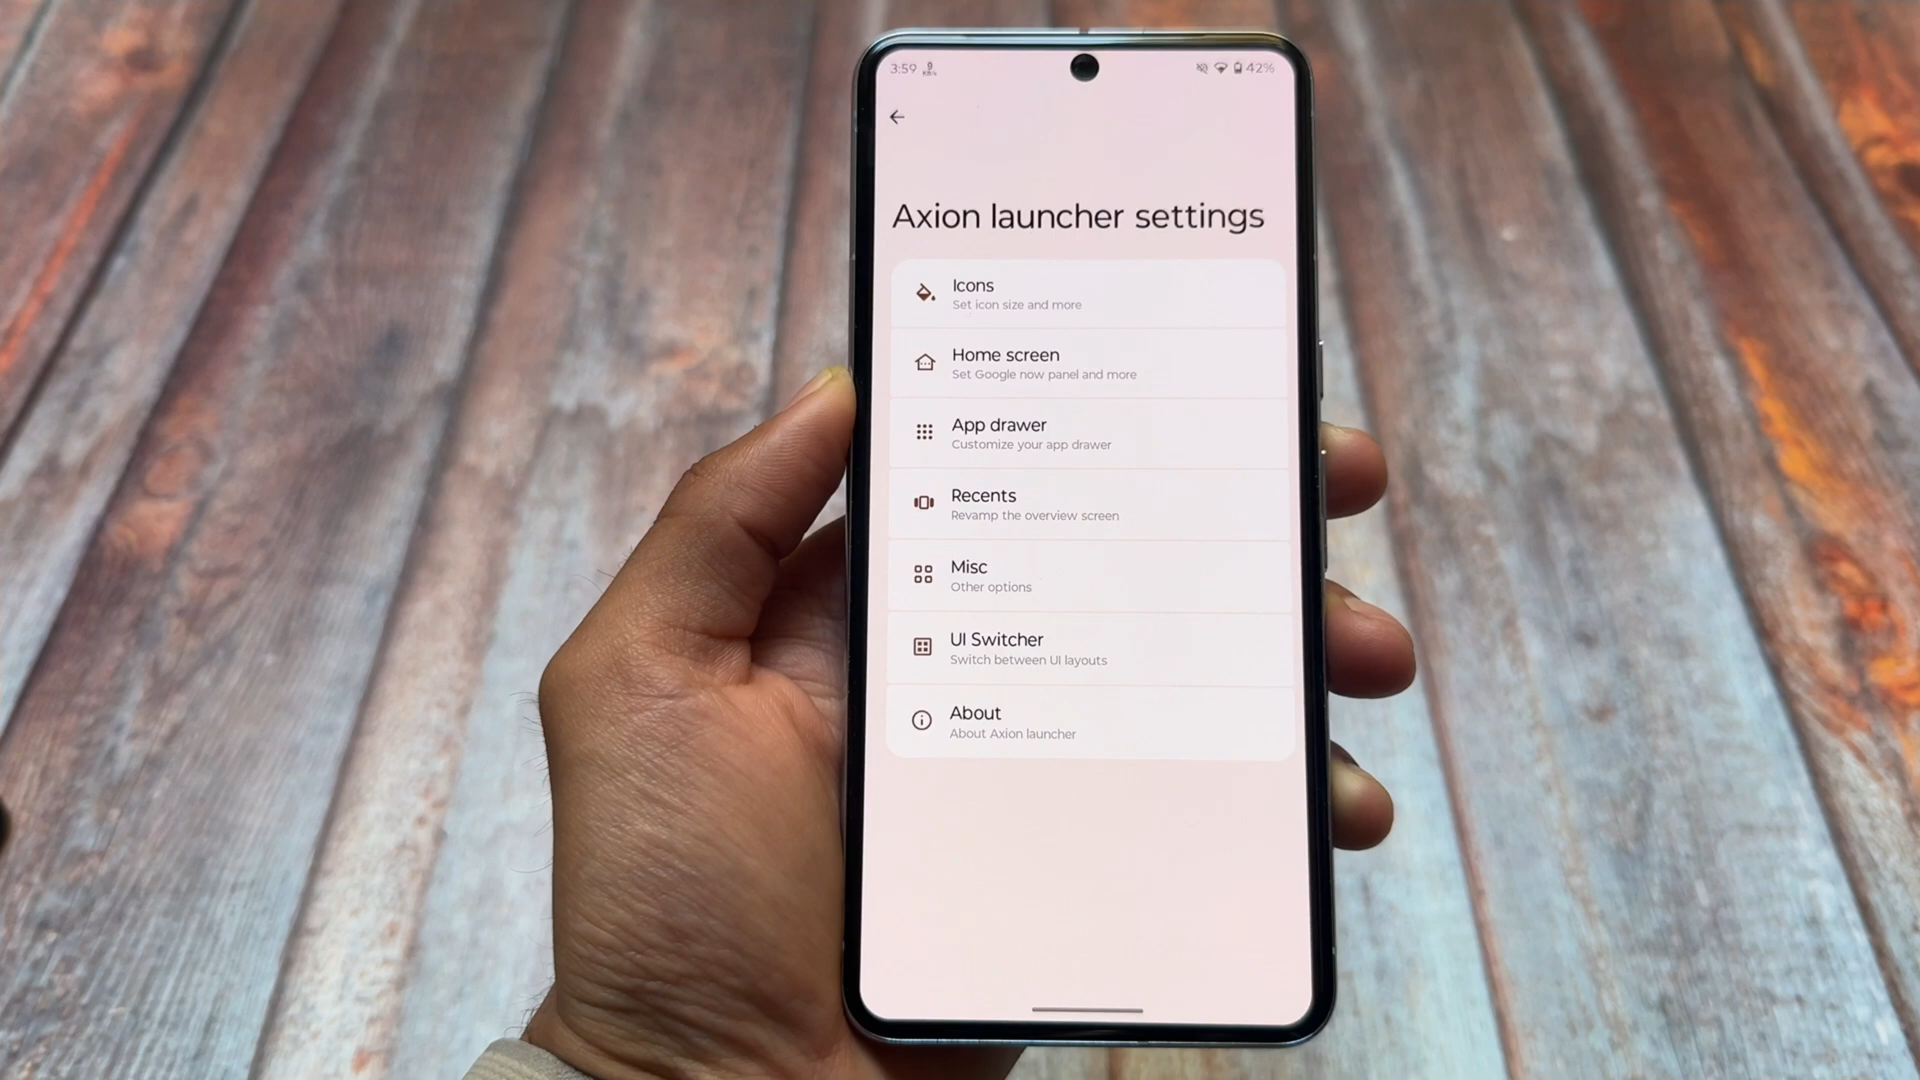 3:59
42%
Axion launcher settings
Icons
Set icon size and more
Home screen
Set Google now panel and more
App drawer
Customize your app drawer
Recents
Revamp the overview screen
Misc
Other options
UI Switcher
Switch between UI layouts
About
About Axion launcher